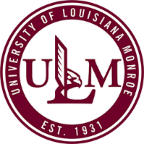 UNIVERSITY OF LOUISIANA MONROE
ULM
EST. 1931